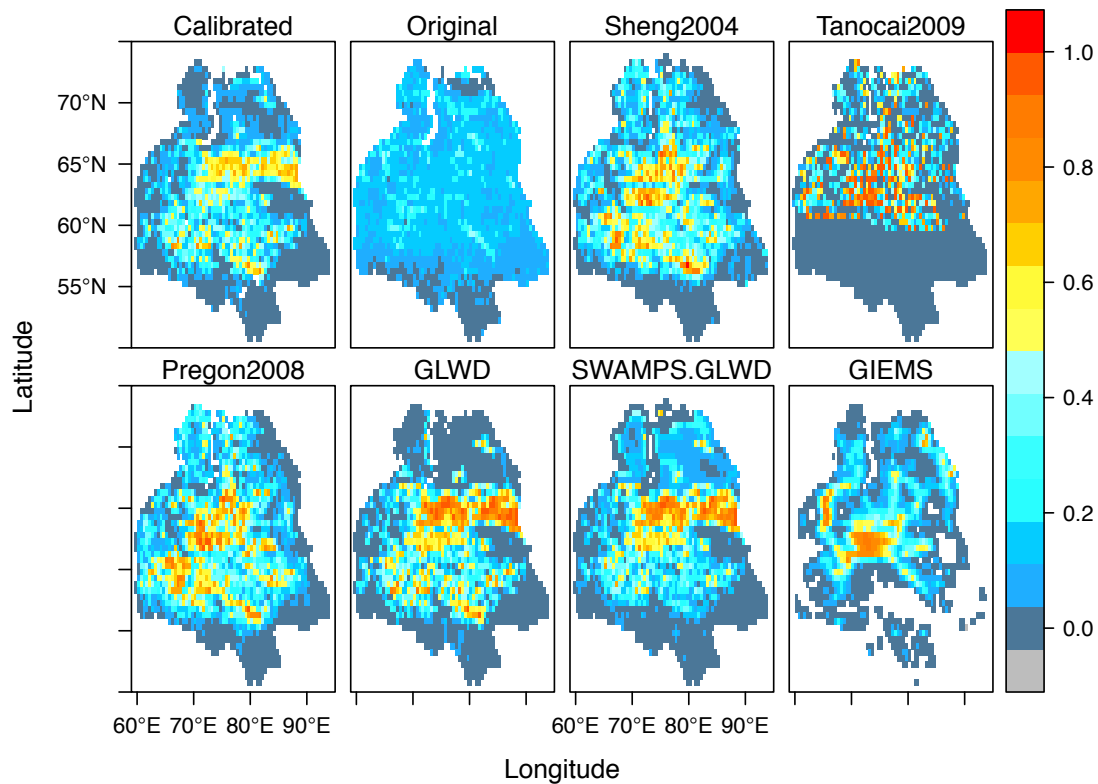 Calibrated Original Sheng2004 Tanocai2009
70°N
65°N
60°N
55°N
Pregon2008 GLWD SWAMPS.GLWD GIEMS
60°E 70°E 80°E 90°E 60°E 70°E 80°E 90°E
Longitude
Latitude
1.0
0.8
0.6
0.4
0.2
0.0